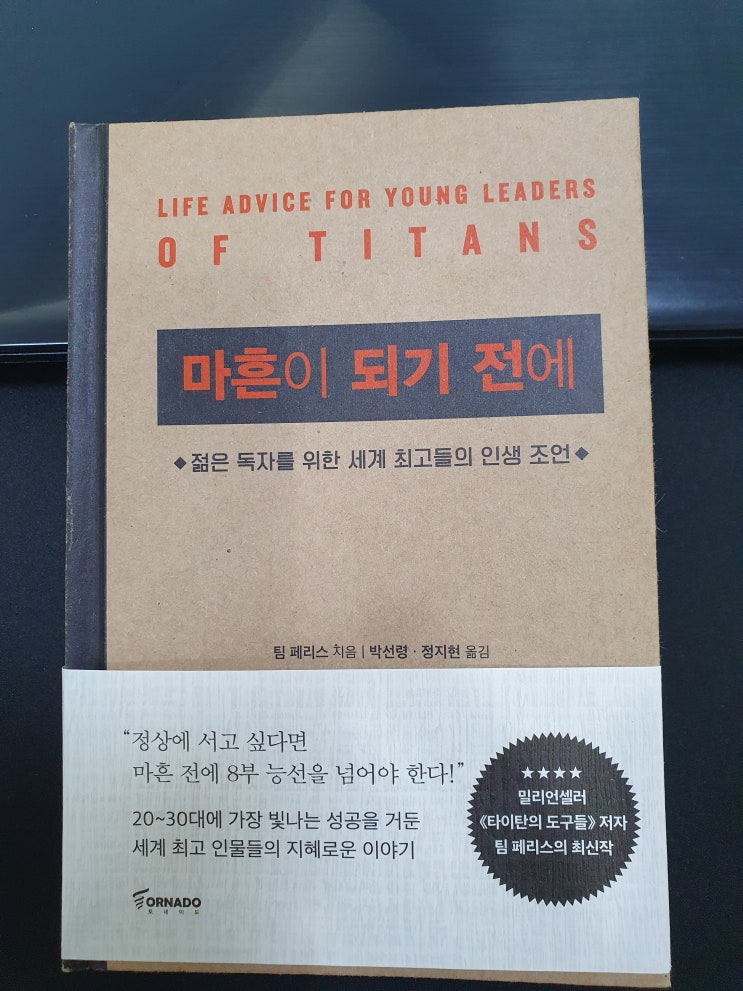 LIFE ADVICE FOR YOUNG LEADERS
OF TITANS
마흔이 되기 전에
◆젊은 독자를 위한 세계 최고들의 인생 조언◆
팀 페리스 지음 | 박선령 · 정지현 옮김
“정상에 서고 싶다면
마흔 전에 8부 능선을 넘어야 한다!”
20~30대에 가장 빛나는 성공을 거둔
세계 최고 인물들의 지혜로운 이야기
TORNADO
토네이도
★★★★
밀리언셀러
《타이탄의 도구들》 저자
팀 페리스의 최신작